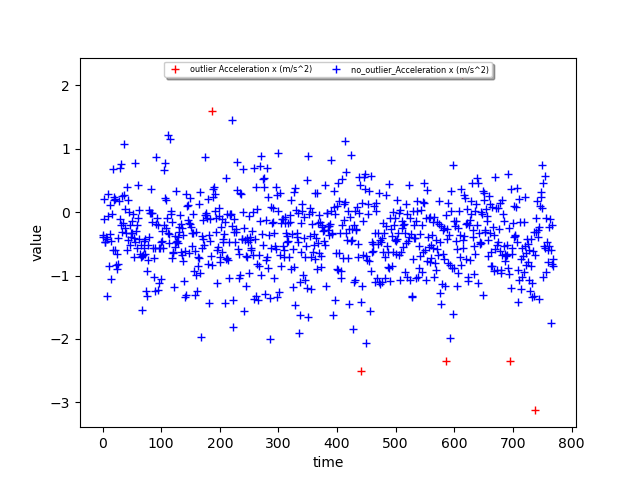 outlier Acceleration x (m/s^2) no_outlier_Acceleration x (m/s^2)
2
1
0
−1
−2
−3
value
0 100 200 300 400 500 600 700 800
time